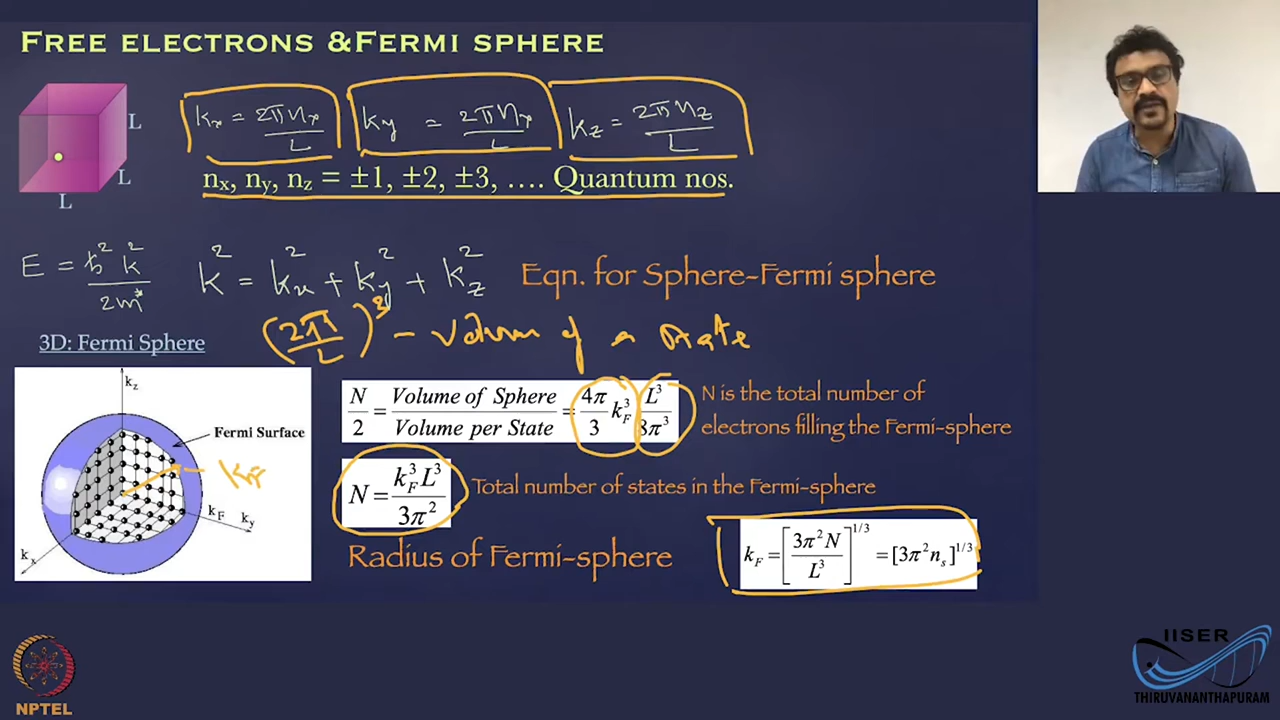 FREE ELECTRONS &FERMI SPHERE
L
L
L
kx = 2πnx/L ky = 2πny/L kz = 2πnz/L
nx, ny, nz = ±1, ±2, ±3, …. Quantum nos.
E = ħ²k²/2m* k² = kx² + ky² + kz² Eqn. for Sphere-Fermi sphere
(2π/L)³ – Volume of a state
3D: Fermi Sphere
kz
Fermi Surface
kF
kF
ky
kx
N/2 = Volume of Sphere/Volume per State = 4π/3 kF³ L³/8π³
N is the total number of
electrons filling the Fermi-sphere
N = kF³L³/3π² Total number of states in the Fermi-sphere
Radius of Fermi-sphere kF = [3π²N/L³]^1/3 = [3π²ns]^1/3
NPTEL
IISER
THIRUVANANTHAPURAM